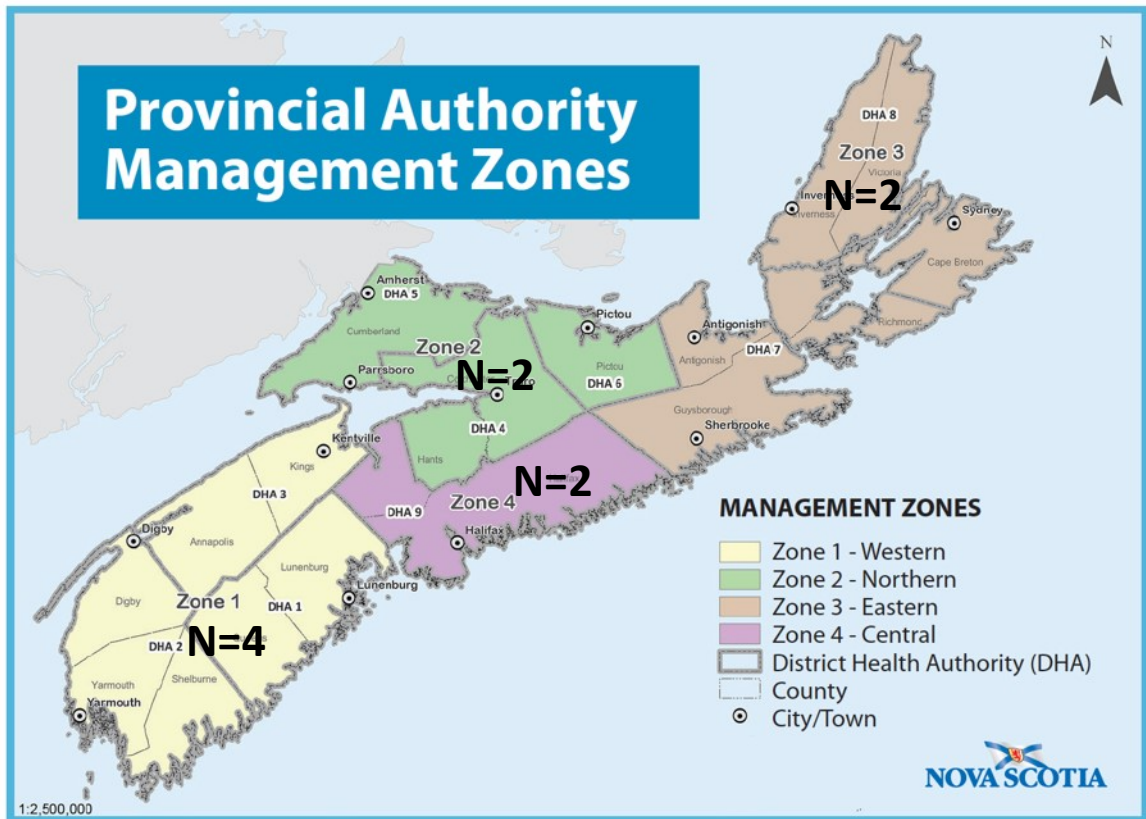 Provincial Authority
Management Zones
N
DHA 8
Zone 3
Victoria
N=2
Inverness
Sydney
Cape Breton
Richmond
Amherst
DHA 5
Cumberland
Zone 2
Pictou
Antigonish
DHA 7
Antigonish
Pictou
DHA 6
Parrsboro
N=2
Guysborough
Sherbrooke
DHA 4
Hants
Kentville
Kings
DHA 3
N=2
Zone 4
DHA 9
Halifax
Digby
Annapolis
Lunenburg
Lunenburg
Digby
Zone 1
DHA 1
DHA 2
N=4
Shelburne
Yarmouth
Yarmouth
MANAGEMENT ZONES
Zone 1 - Western
Zone 2 - Northern
Zone 3 - Eastern
Zone 4 - Central
District Health Authority (DHA)
County
City/Town
NOVA SCOTIA
1:2,500,000